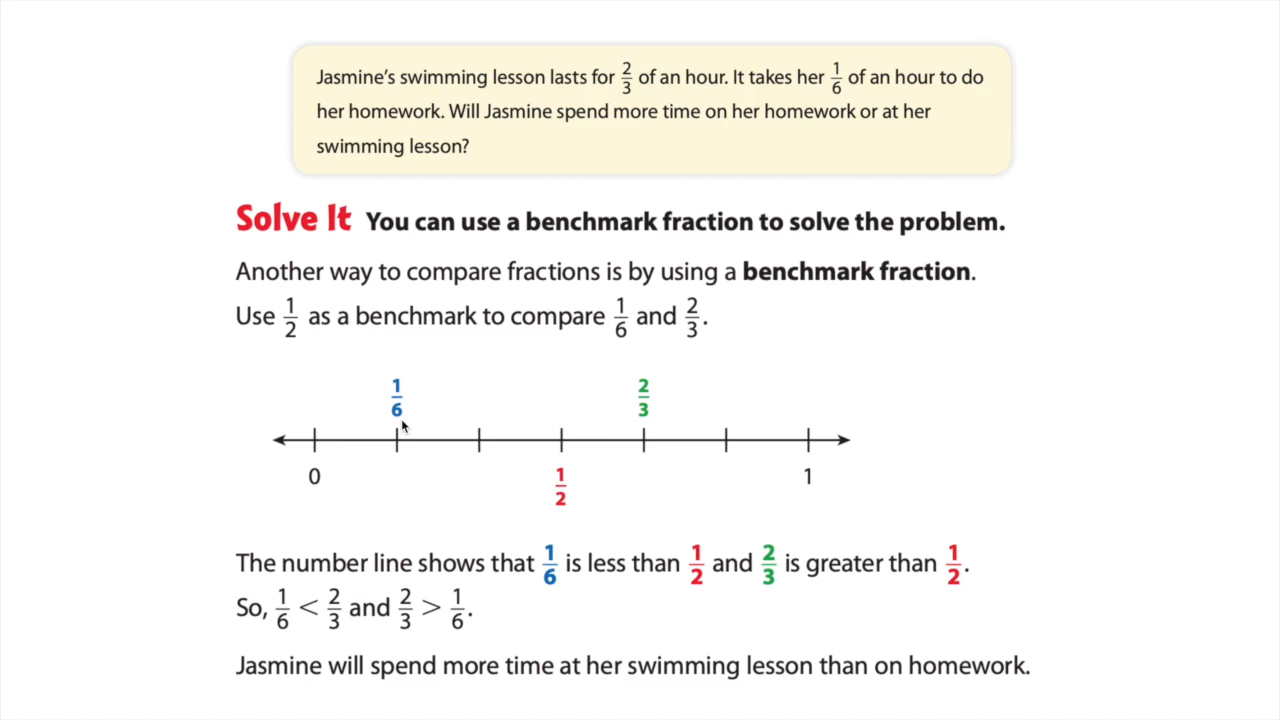 Jasmine's swimming lesson lasts for 2/3 of an hour. It takes her 1/6 of an hour to do
her homework. Will Jasmine spend more time on her homework or at her
swimming lesson?
Solve It You can use a benchmark fraction to solve the problem.
Another way to compare fractions is by using a benchmark fraction.
Use 1/2 as a benchmark to compare 1/6 and 2/3.
1/6 2/3
0 1/2 1
The number line shows that 1/6 is less than 1/2 and 2/3 is greater than 1/2.
So, 1/6 < 2/3 and 2/3 > 1/6.
Jasmine will spend more time at her swimming lesson than on homework.